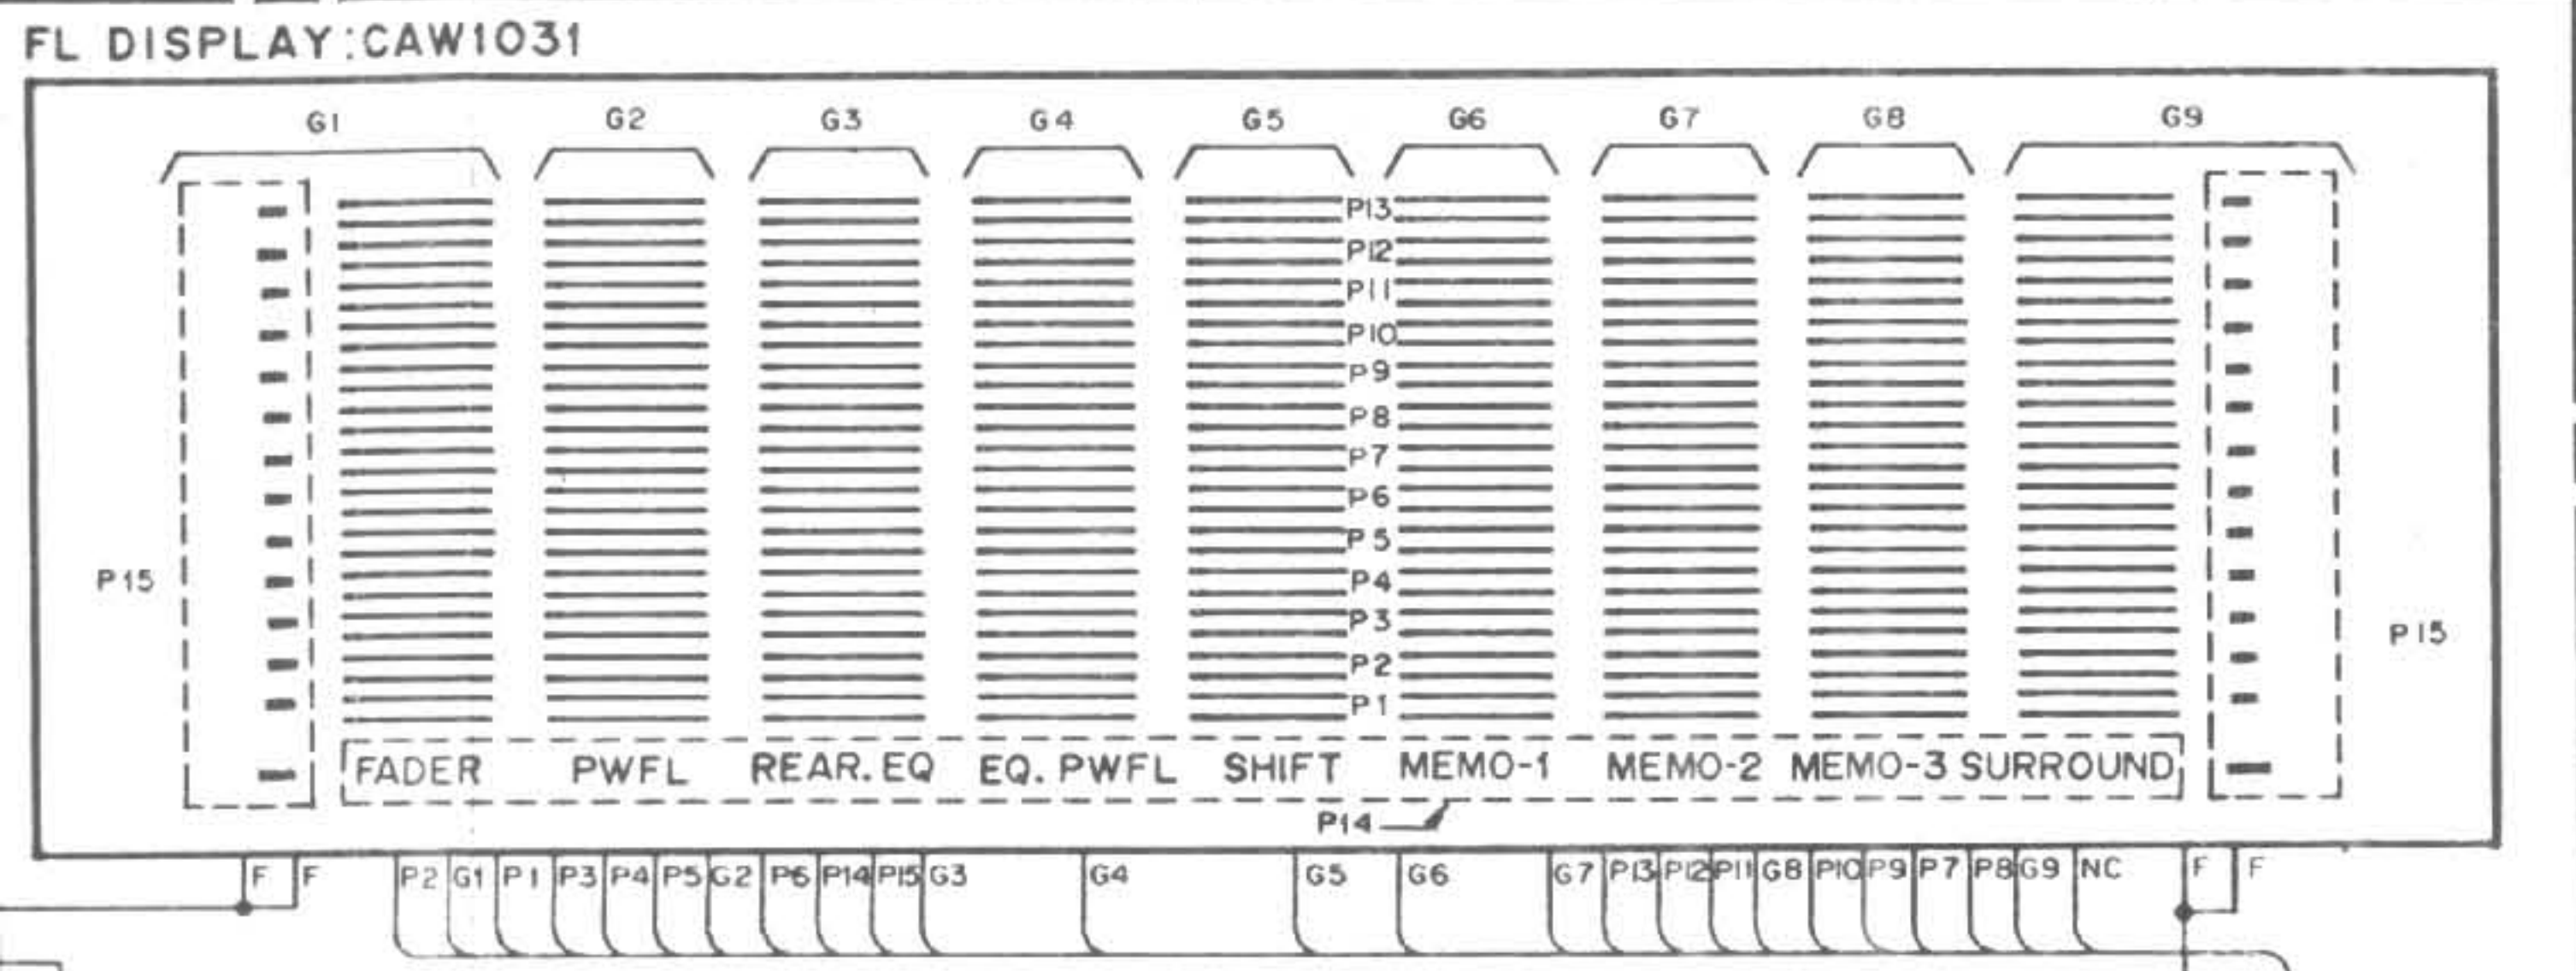 FL DISPLAY:CAW1031
G1 G2 G3 G4 G5 G6 G7 G8 G9
P13
P12
P11
P10
P9
P8
P7
P6
P5
P4
P15
P3
P15
P2
P1
FADER PWFL REAR.EQ EQ.PWFL SHIFT MEMO-1 MEMO-2 MEMO-3 SURROUND
P14
F F P2 G1 P1 P3 P4 P5 G2 P6 P14 P15 G3 G4 G5 G6 G7 P13 P12 P11 G8 P10 P9 P7 P8 G9 NC F F